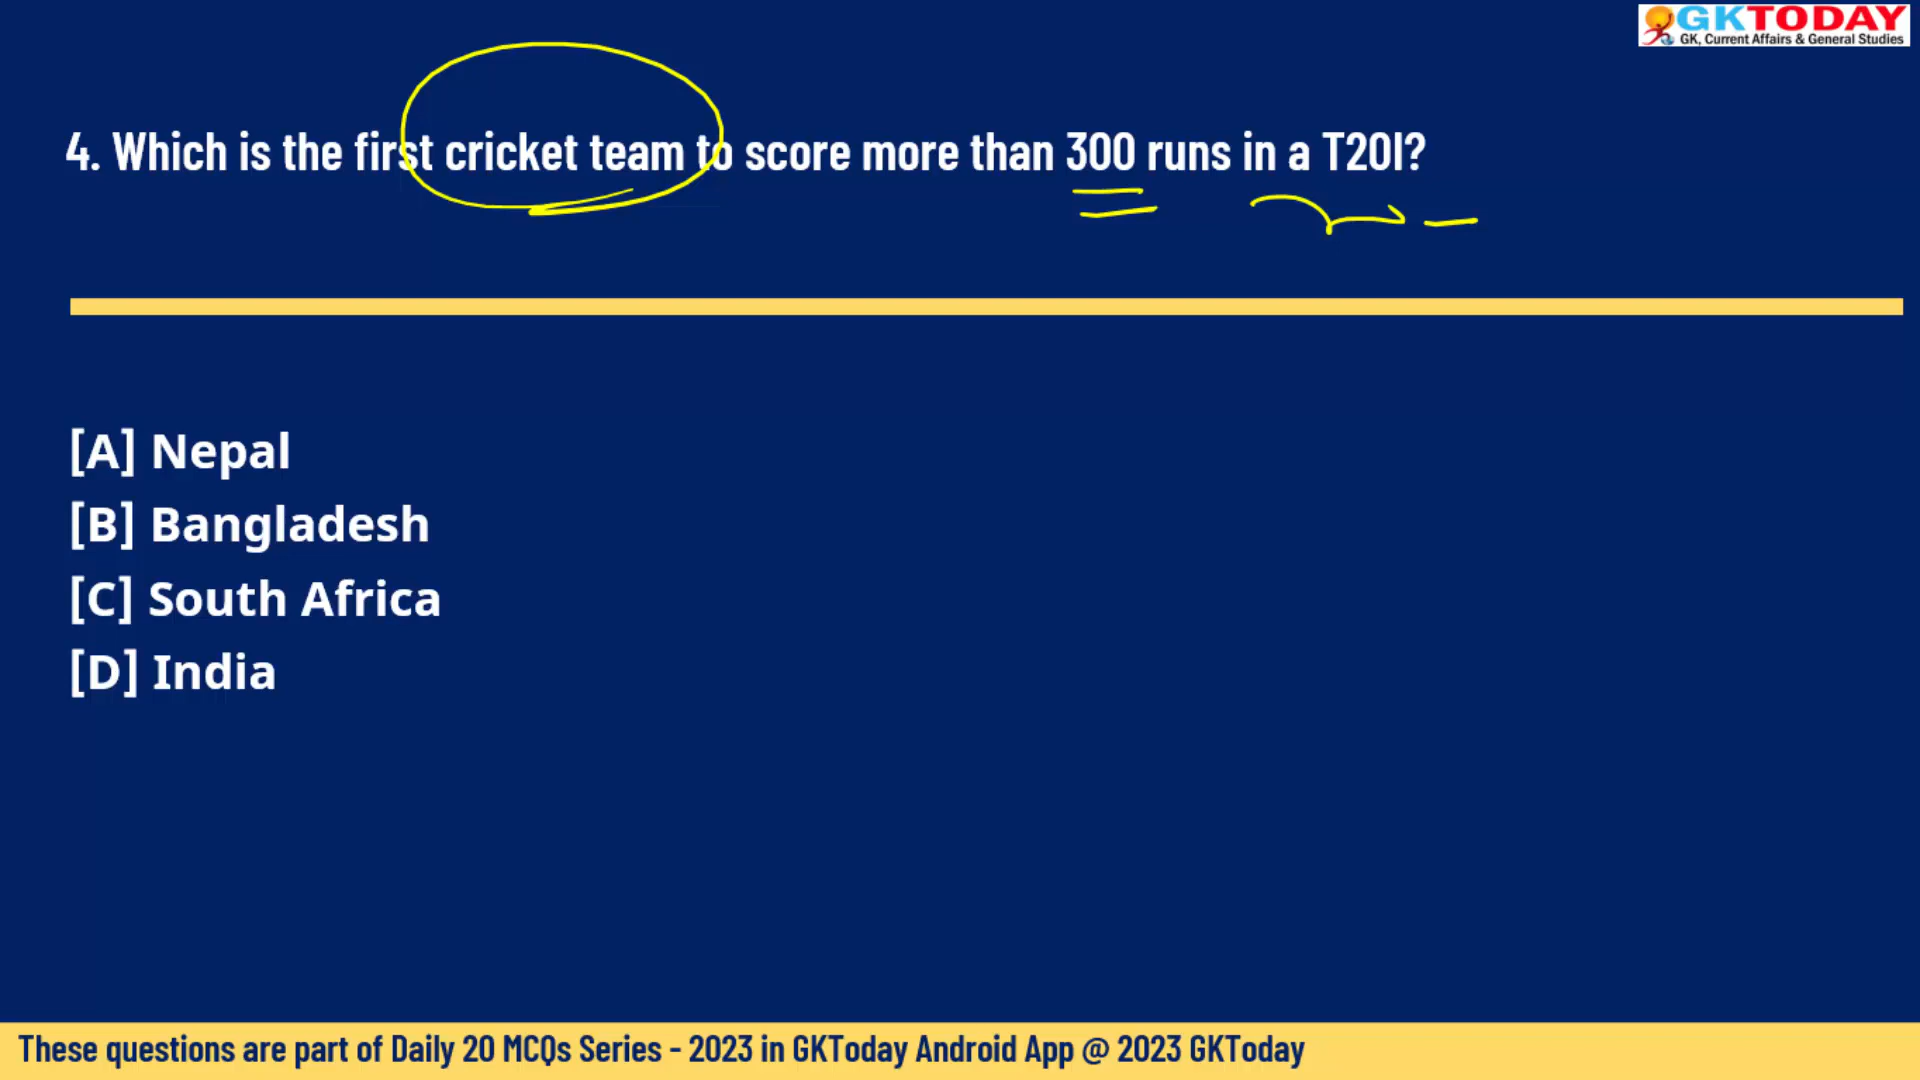 GKTODAY
GK, Current Affairs & General Studies
4. Which is the first cricket team to score more than 300 runs in a T20I?
[A] Nepal
[B] Bangladesh
[C] South Africa
[D] India
These questions are part of Daily 20 MCQs Series - 2023 in GKToday Android App @ 2023 GKToday